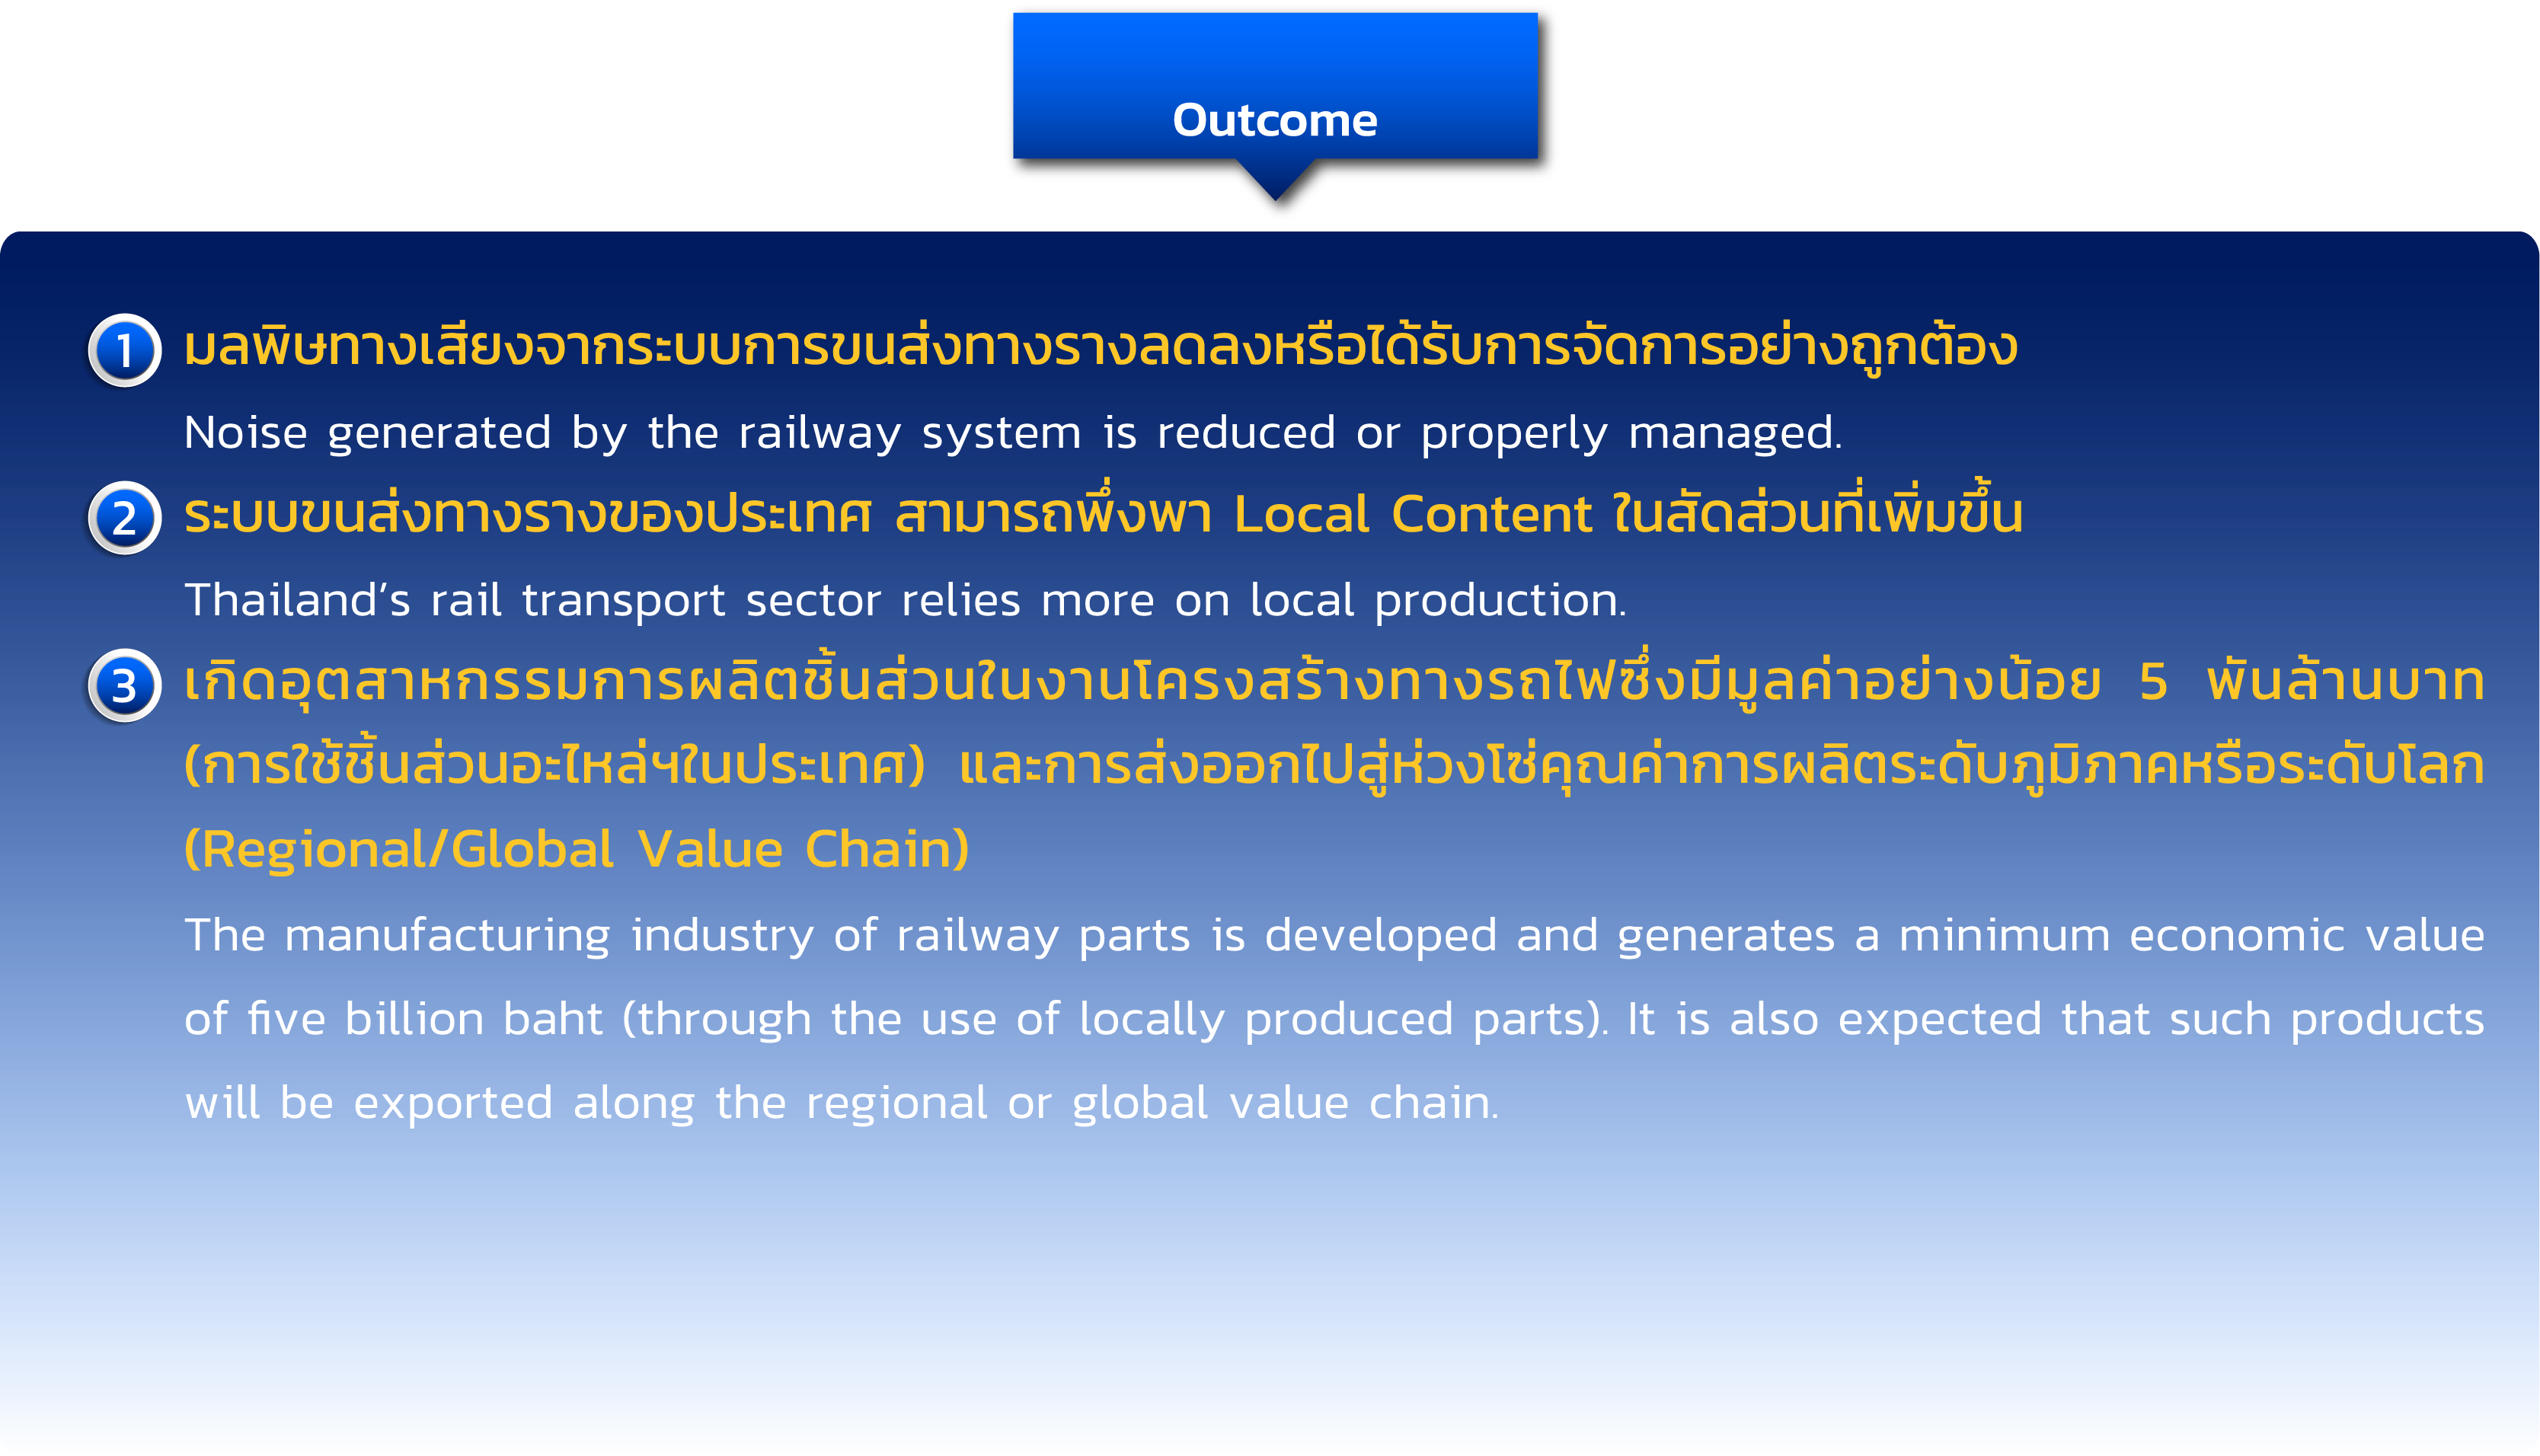 Outcome
1 มลพิษทางเสียงจากระบบการขนส่งทางรางลดลงหรือได้รับการจัดการอย่างถูกต้อง
Noise generated by the railway system is reduced or properly managed.
2 ระบบขนส่งทางรางของประเทศ สามารถพึ่งพา Local Content ในสัดส่วนที่เพิ่มขึ้น
Thailand’s rail transport sector relies more on local production.
3 เกิดอุตสาหกรรมการผลิตชิ้นส่วนในงานโครงสร้างทางรถไฟซึ่งมีมูลค่าอย่างน้อย 5 พันล้านบาท
(การใช้ชิ้นส่วนอะไหล่ฯในประเทศ) และการส่งออกไปสู่ห่วงโซ่คุณค่าการผลิตระดับภูมิภาคหรือระดับโลก
(Regional/Global Value Chain)
The manufacturing industry of railway parts is developed and generates a minimum economic value
of five billion baht (through the use of locally produced parts). It is also expected that such products
will be exported along the regional or global value chain.